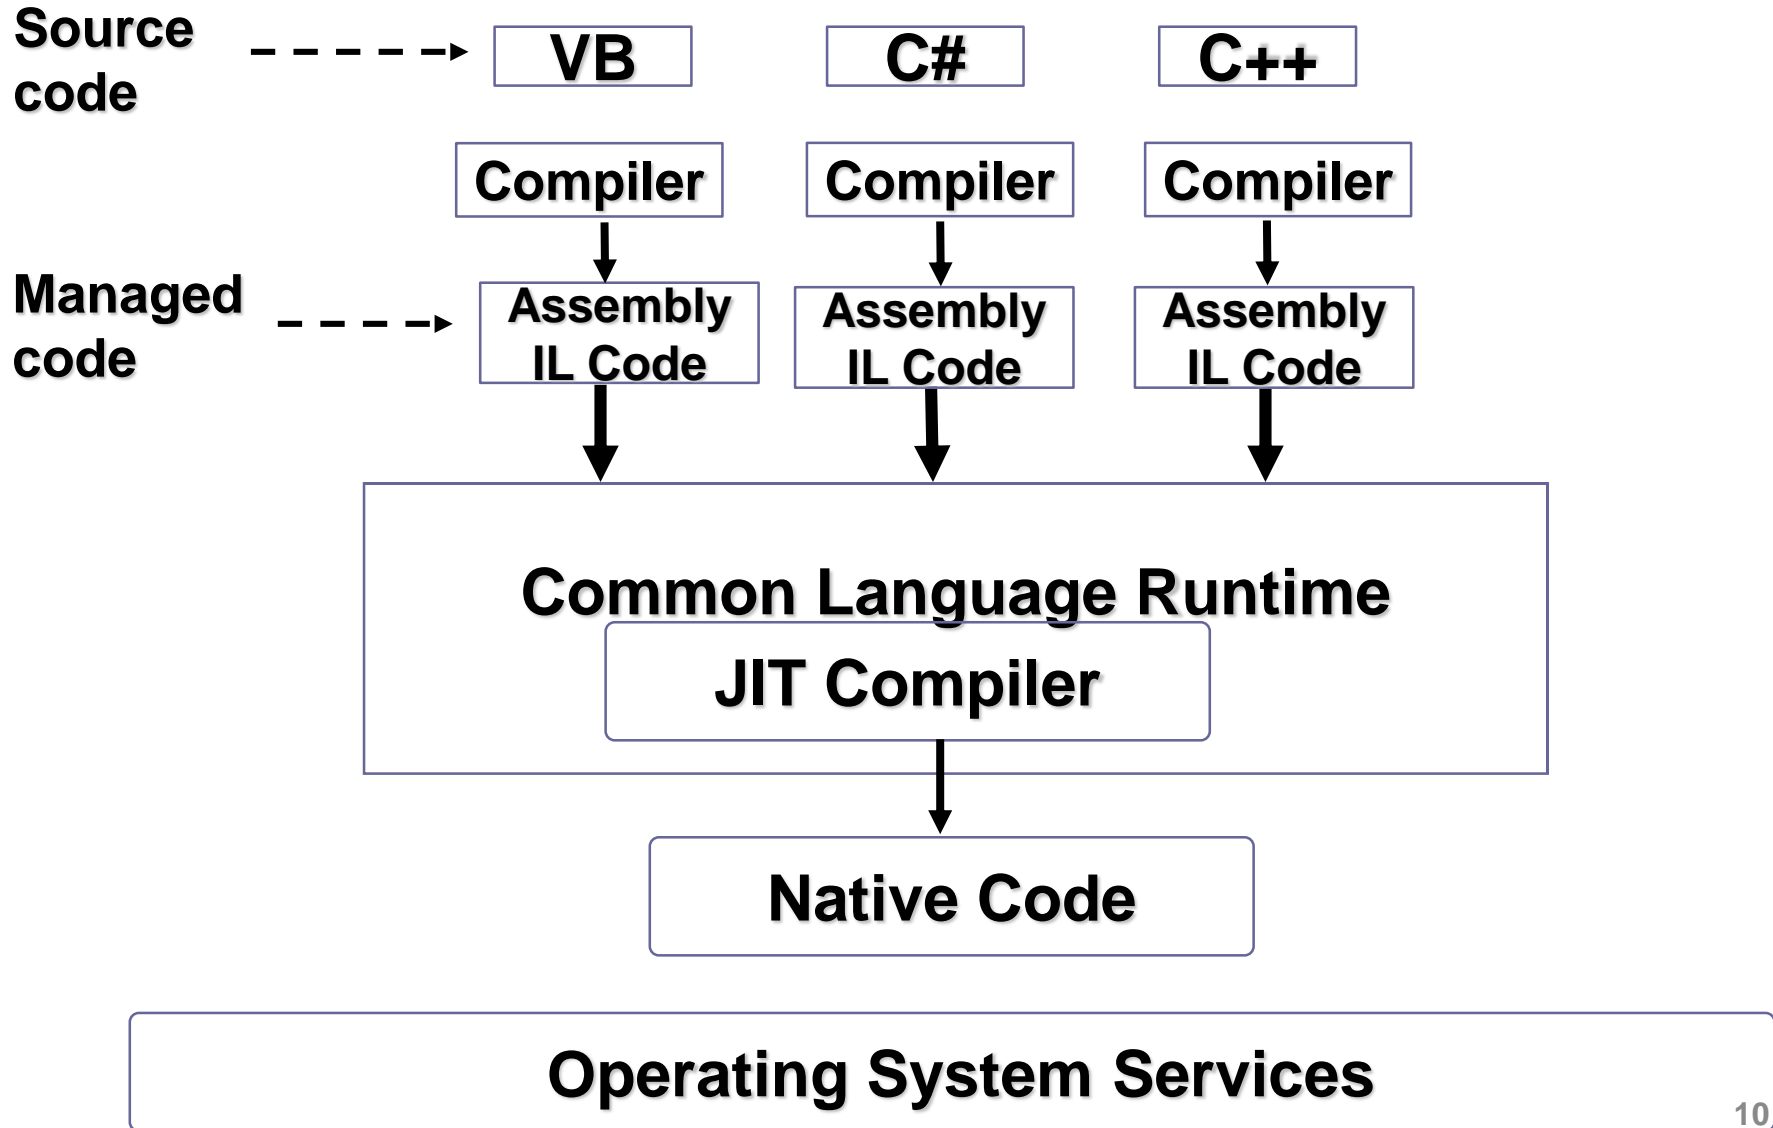 Source
code
VB
C#
C++
Compiler
Compiler
Compiler
Managed
code
Assembly
IL Code
Assembly
IL Code
Assembly
IL Code
Common Language Runtime
JIT Compiler
Native Code
Operating System Services
10